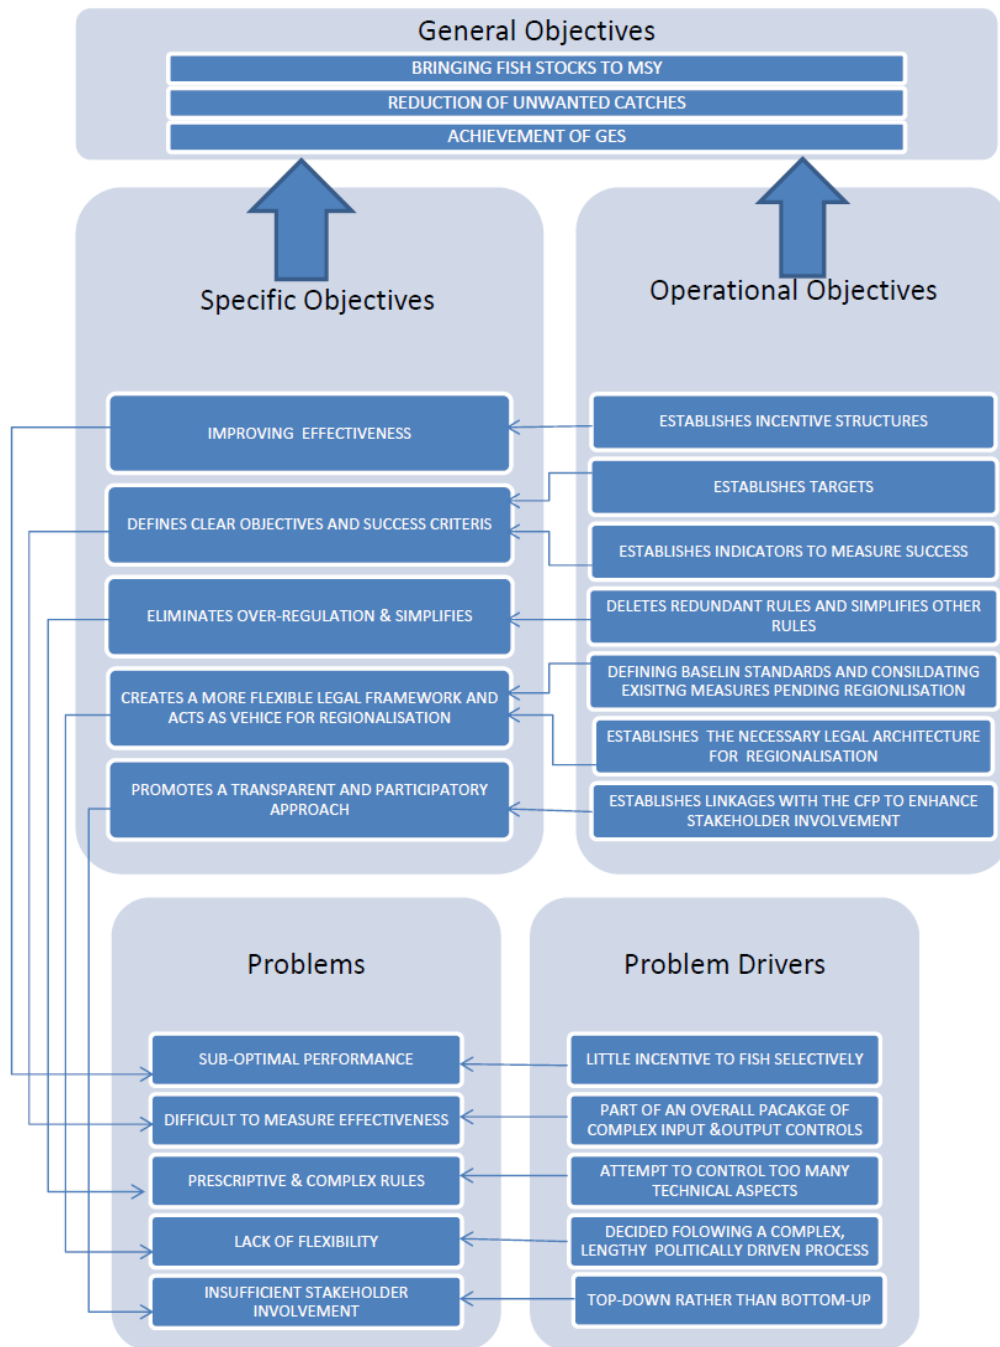 General Objectives
BRINGING FISH STOCKS TO MSY
REDUCTION OF UNWANTED CATCHES
ACHIEVEMENT OF GES
Specific Objectives
IMPROVING EFFECTIVENESS
DEFINES CLEAR OBJECTIVES AND SUCCESS CRITERIS
ELIMINATES OVER-REGULATION & SIMPLIFIES
CREATES A MORE FLEXIBLE LEGAL FRAMEWORK AND
ACTS AS VEHICE FOR REGIONALISATION
PROMOTES A TRANSPARENT AND PARTICIPATORY
APPROACH
Operational Objectives
ESTABLISHES INCENTIVE STRUCTURES
ESTABLISHES TARGETS
ESTABLISHES INDICATORS TO MEASURE SUCCESS
DELETES REDUNDANT RULES AND SIMPLIFIES OTHER
RULES
DEFINING BASELIN STANDARDS AND CONSILDATING
EXISITNG MEASURES PENDING REGIONLISATION
ESTABLISHES THE NECESSARY LEGAL ARCHITECTURE
FOR REGIONALISATION
ESTABLISHES LINKAGES WITH THE CFP TO ENHANCE
STAKEHOLDER INVOLVEMENT
Problems
SUB-OPTIMAL PERFORMANCE
DIFFICULT TO MEASURE EFFECTIVENESS
PRESCRIPTIVE & COMPLEX RULES
LACK OF FLEXIBILITY
INSUFFICIENT STAKEHOLDER
INVOLVEMENT
Problem Drivers
LITTLE INCENTIVE TO FISH SELECTIVELY
PART OF AN OVERALL PACAKGE OF
COMPLEX INPUT &OUTPUT CONTROLS
ATTEMPT TO CONTROL TOO MANY
TECHNICAL ASPECTS
DECIDED FOLOWING A COMPLEX,
LENGTHY POLITICALLY DRIVEN PROCESS
TOP-DOWN RATHER THAN BOTTOM-UP